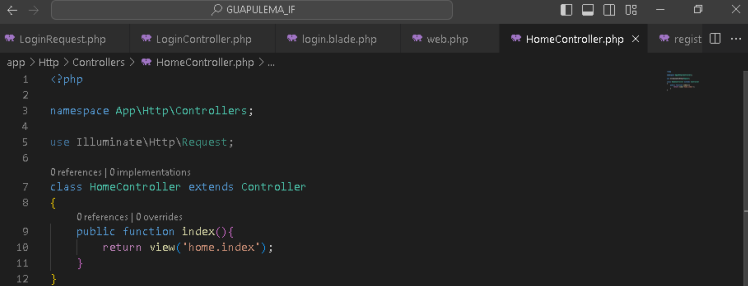 GUAPULEMA_IF
LoginRequest.php LoginController.php login.blade.php web.php HomeController.php regist
app > Http > Controllers > HomeController.php > ...
1 <?php
2
3 namespace App\Http\Controllers;
4
5 use Illuminate\Http\Request;
6
0 references | 0 implementations
7 class HomeController extends Controller
8 {
0 references | 0 overrides
9 public function index(){
10 return view('home.index');
11 }
12 }